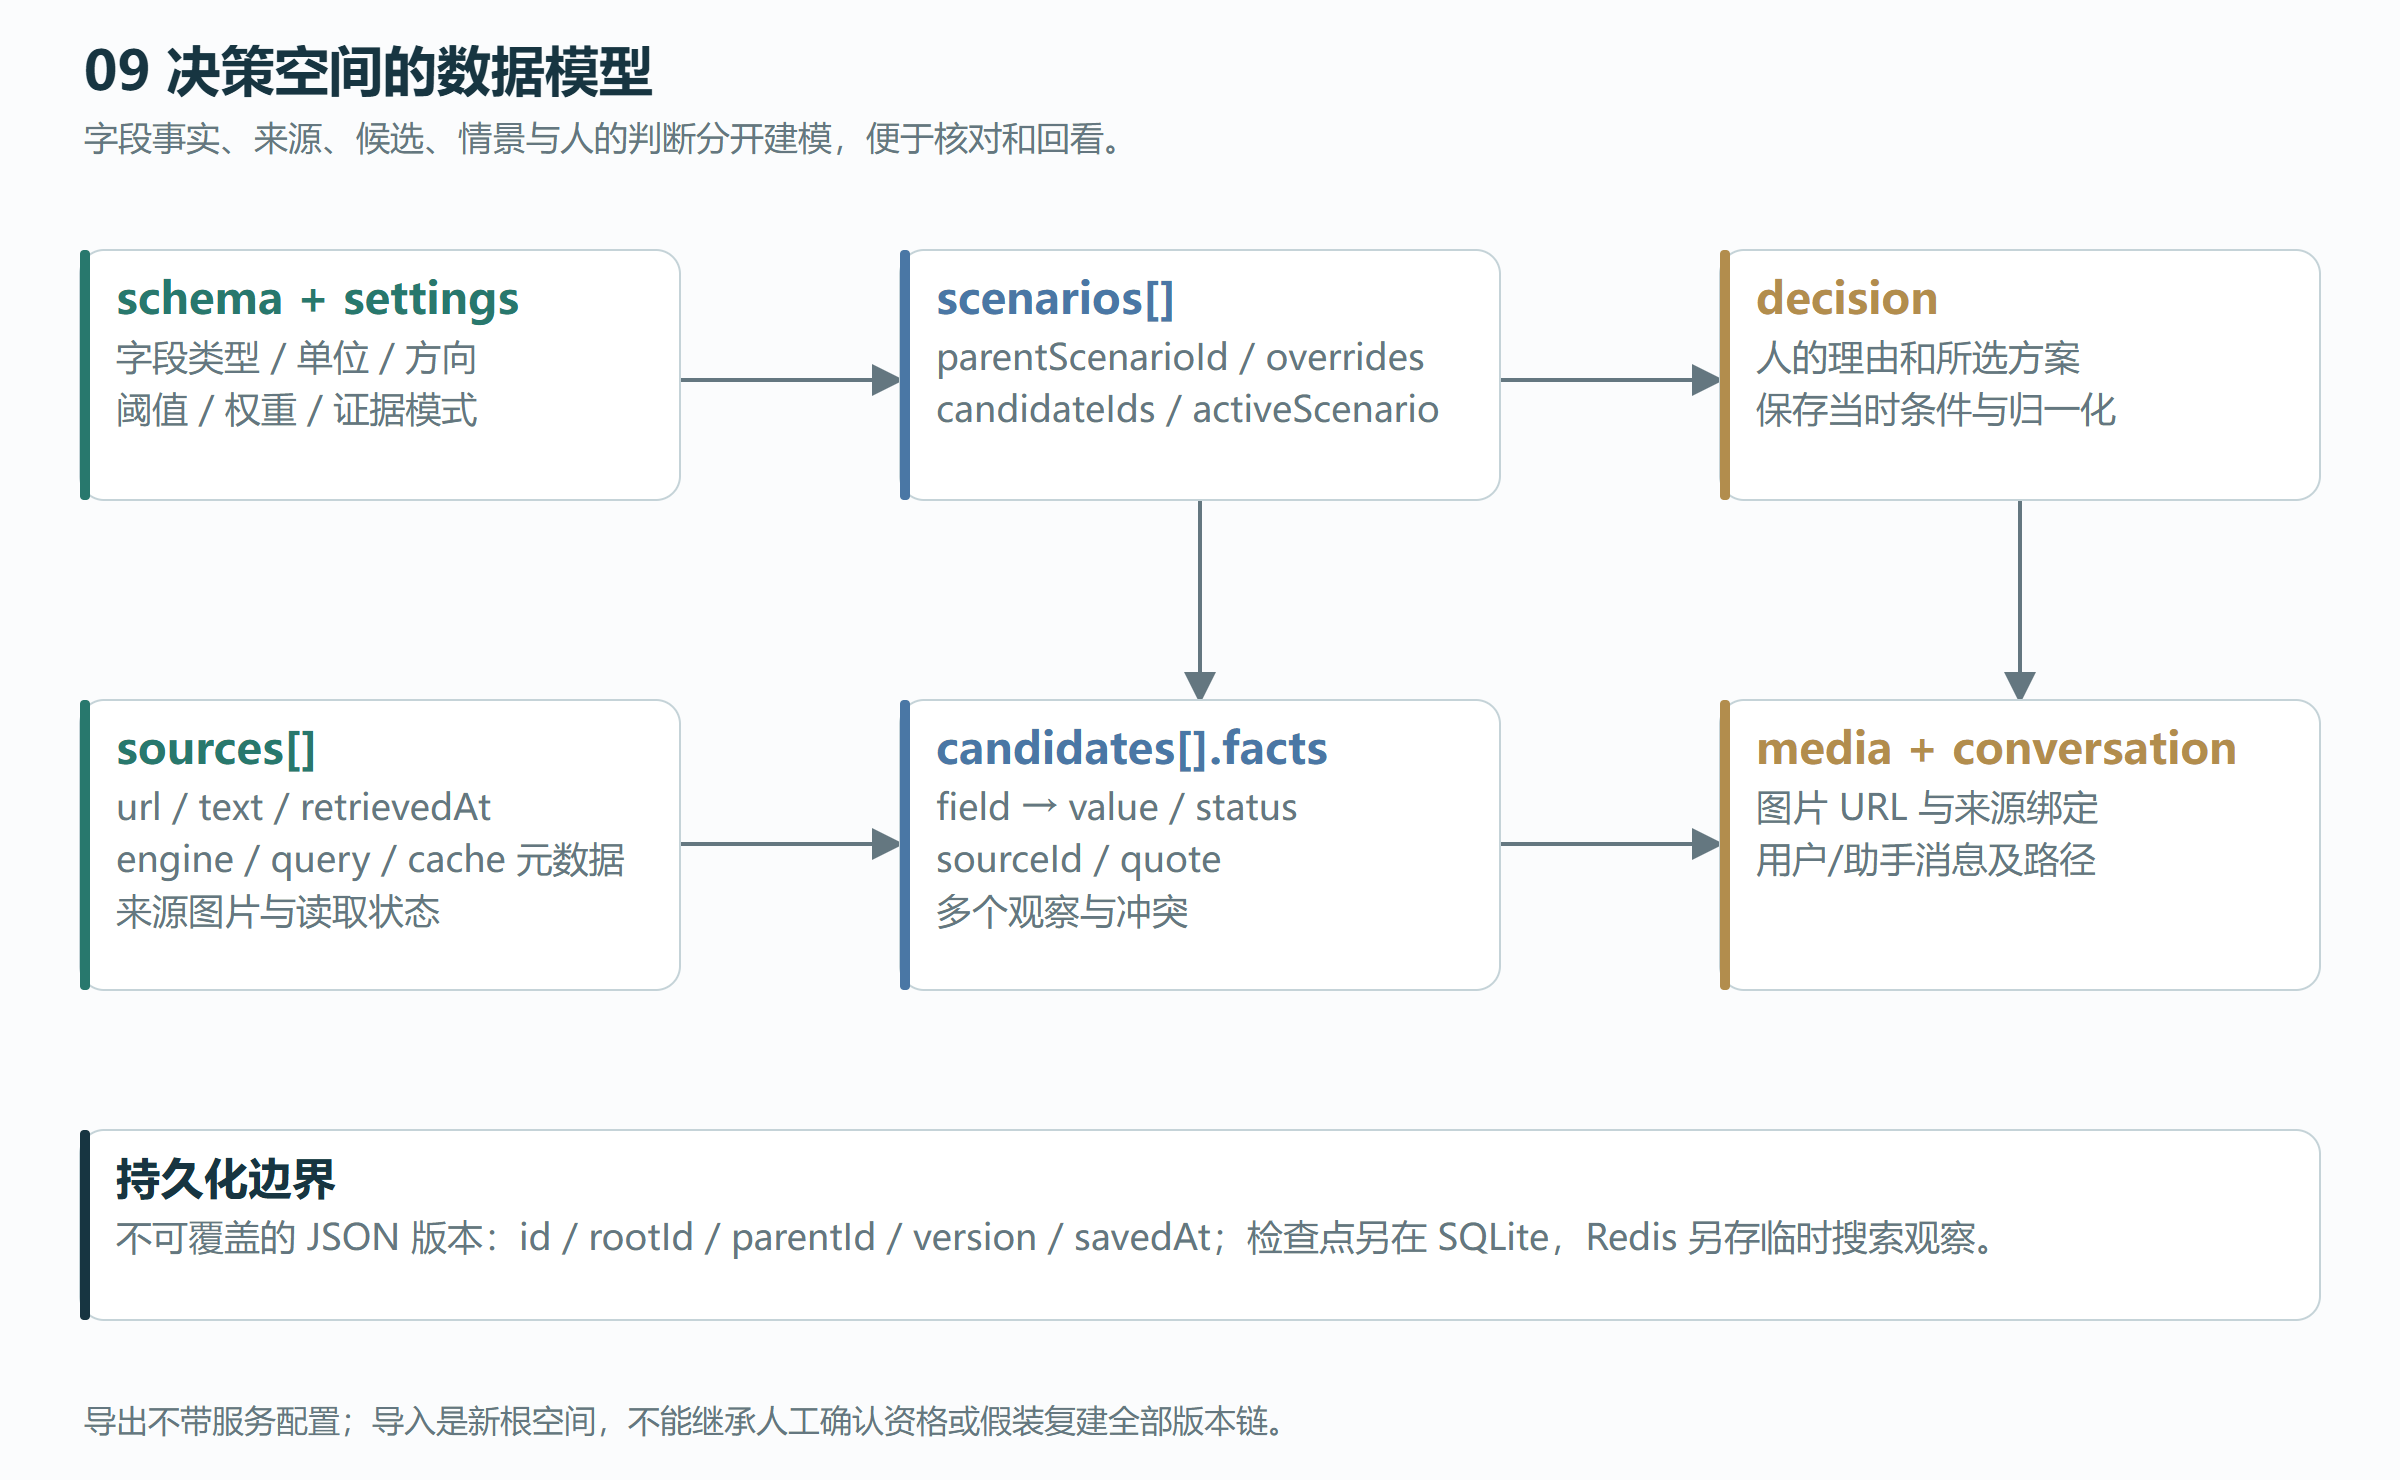 09 决策空间的数据模型
字段事实、来源、候选、情景与人的判断分开建模，便于核对和回看。
schema + settings
字段类型 / 单位 / 方向
阈值 / 权重 / 证据模式
scenarios[]
parentScenarioId / overrides
candidateIds / activeScenario
decision
人的理由和所选方案
保存当时条件与归一化
sources[]
url / text / retrievedAt
engine / query / cache 元数据
来源图片与读取状态
candidates[].facts
field → value / status
sourceId / quote
多个观察与冲突
media + conversation
图片 URL 与来源绑定
用户/助手消息及路径
持久化边界
不可覆盖的 JSON 版本：id / rootId / parentId / version / savedAt；检查点另在 SQLite，Redis 另存临时搜索观察。
导出不带服务配置；导入是新根空间，不能继承人工确认资格或假装复建全部版本链。